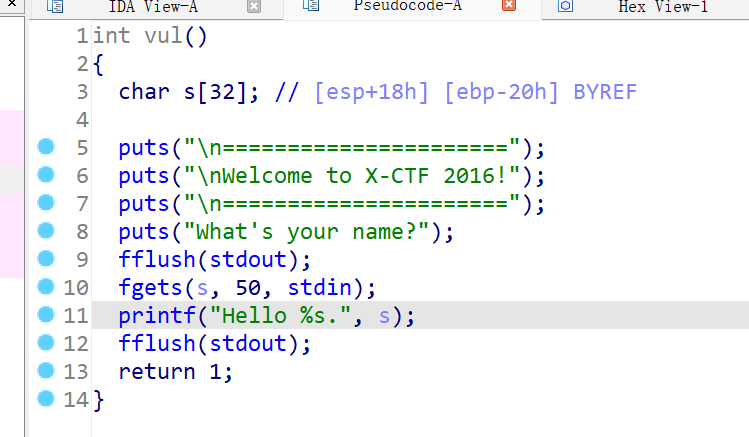 IDA View-A Pseudocode-A Hex View-1
1 int vul()
2 {
3   char s[32]; // [esp+18h] [ebp-20h] BYREF
4
5   puts("\n======================");
6   puts("\nWelcome to X-CTF 2016!");
7   puts("\n======================");
8   puts("What's your name?");
9   fflush(stdout);
10   fgets(s, 50, stdin);
11   printf("Hello %s.", s);
12   fflush(stdout);
13   return 1;
14 }